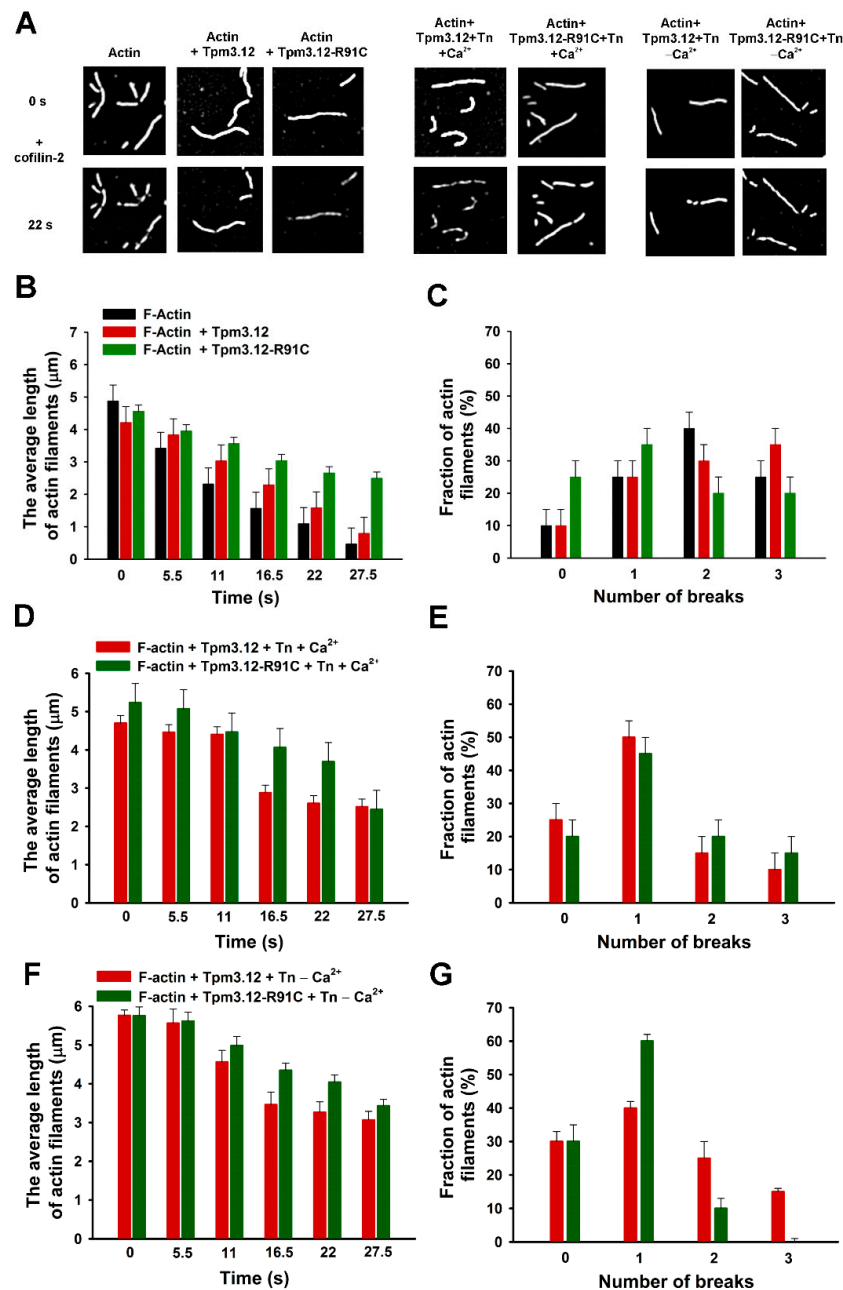 A
Actin
Actin
+ Tpm3.12
Actin
+ Tpm3.12-R91C
Actin+
Tpm3.12+Tn
+Ca²⁺
Actin+
Tpm3.12-R91C+Tn
+Ca²⁺
Actin+
Tpm3.12+Tn
–Ca²⁺
Actin+
Tpm3.12-R91C+Tn
–Ca²⁺
0 s
+
cofilin-2
22 s
B
F-Actin
F-Actin + Tpm3.12
F-Actin + Tpm3.12-R91C
The average length
of actin filaments (μm)
7
6
5
4
3
2
1
0
0 5.5 11 16.5 22 27.5
Time (s)
C
Fraction of actin
filaments (%)
70
60
50
40
30
20
10
0
0 1 2 3
Number of breaks
D
F-actin + Tpm3.12 + Tn + Ca²⁺
F-actin + Tpm3.12-R91C + Tn + Ca²⁺
The average length
of actin filaments (μm)
6
5
4
3
2
1
0 5.5 11 16.5 22 27.5
Time (s)
E
Fraction of actin
filaments (%)
70
60
50
40
30
20
10
0
0 1 2 3
Number of breaks
F
F-actin + Tpm3.12 + Tn – Ca²⁺
F-actin + Tpm3.12-R91C + Tn – Ca²⁺
The average length
of actin filaments (μm)
6
5
4
3
2
1
0
0 5.5 11 16.5 22 27.5
Time (s)
G
Fraction of actin
filaments (%)
70
60
50
40
30
20
10
0
0 1 2 3
Number of breaks